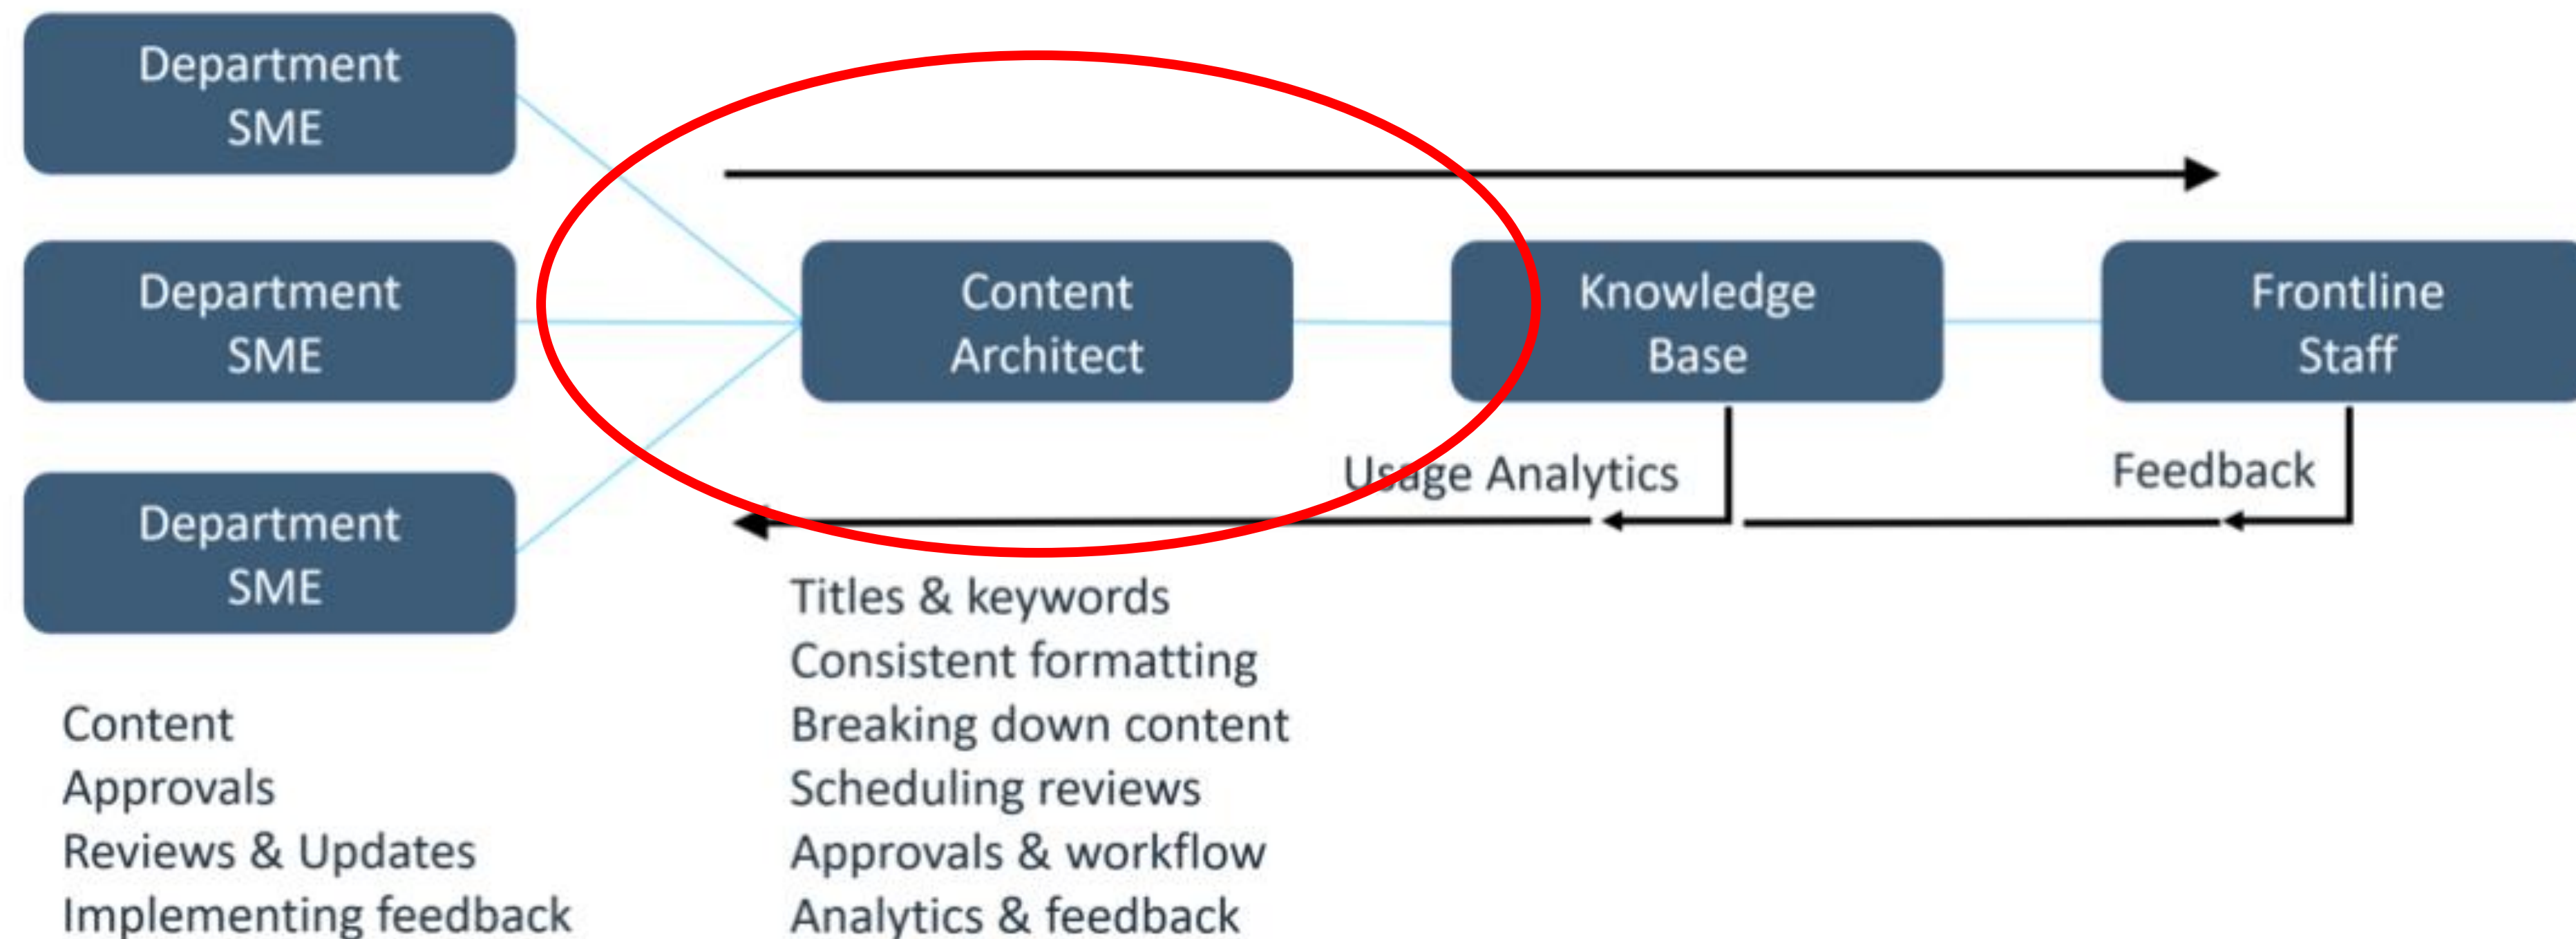 Department
SME
Department
SME
Department
SME
Content
Architect
Knowledge
Base
Frontline
Staff
Usage Analytics
Feedback
Content
Approvals
Reviews & Updates
Implementing feedback
Titles & keywords
Consistent formatting
Breaking down content
Scheduling reviews
Approvals & workflow
Analytics & feedback